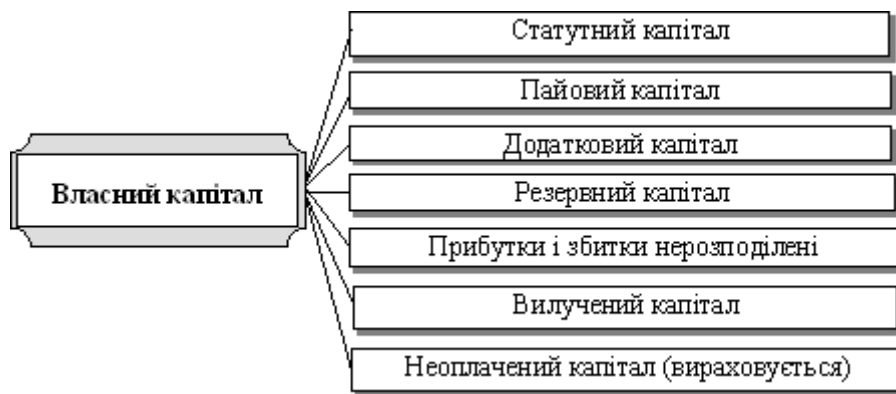 Статутний капітал
Пайовий капітал
Додатковий капітал
Власний капітал
Резервний капітал
Прибутки і збитки нерозподілені
Вилучений капітал
Неоплачений капітал (вираховується)